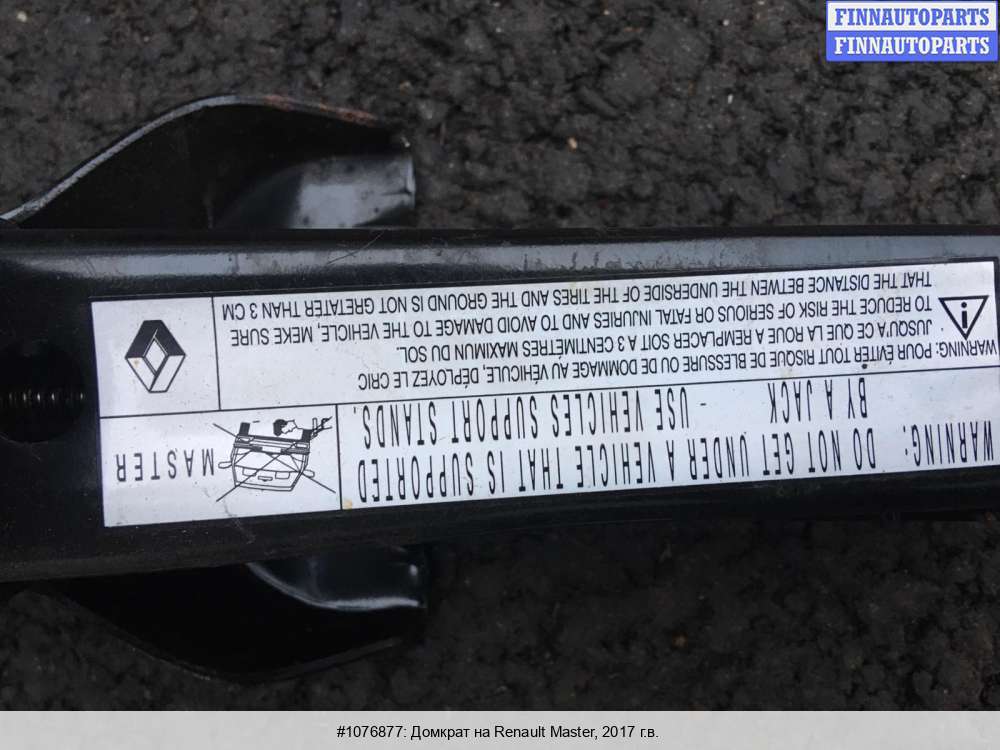 FINNAUTOPARTS
FINNAUTOPARTS
WARNING: DO NOT GET UNDER A VEHICLE THAT IS SUPPORTED
BY A JACK - USE VEHICLES SUPPORT STANDS.
MASTER
WARNING: POUR ÉVITER TOUT RISQUE DE BLESSURE OU DE DOMMAGE AU VÉHICULE, DÉPLOYEZ LE CRIC
JUSQU'A CE QUE LA ROUE A REMPLACER SOIT A 3 CENTIMÉTRES MAXIMUN DU SOL
TO REDUCE THE RISK OF SERIOUS OR FATAL INJURIES AND TO AVOID DAMAGE TO THE VEHICLE, MEKE SURE
THAT THE DISTANCE BETWEN THE UNDERSIDE OF THE TIRES AND THE GROUND IS NOT GRETATER THAN 3 CM
#1076877: Домкрат на Renault Master, 2017 г.в.